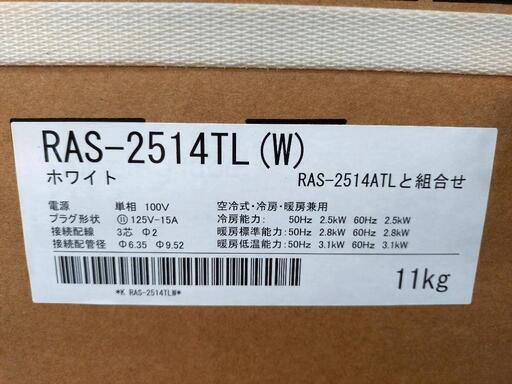 RAS-2514TL(W)
ホワイト RAS-2514ATLと組合せ
電源 単相 100V 空冷式・冷房・暖房兼用
プラグ形状 Ⓗ 125V-15A 冷房能力: 50Hz 2.5kW 60Hz 2.5kW
接続配線 3芯 Φ2 暖房標準能力: 50Hz 2.8kW 60Hz 2.8kW
接続配管径 Φ6.35 Φ9.52 暖房低温能力: 50Hz 3.1kW 60Hz 3.1kW
*K RAS-2514TLW* 11kg